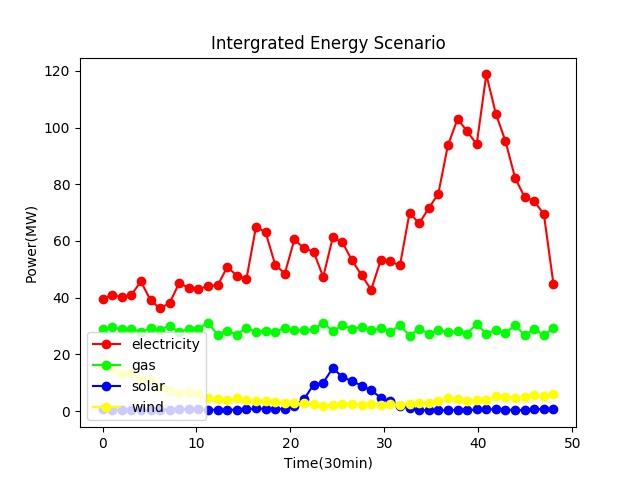 Intergrated Energy Scenario
120
100
80
60
40
20
0
Power(MW)
electricity
gas
solar
wind
0 10 20 30 40 50
Time(30min)